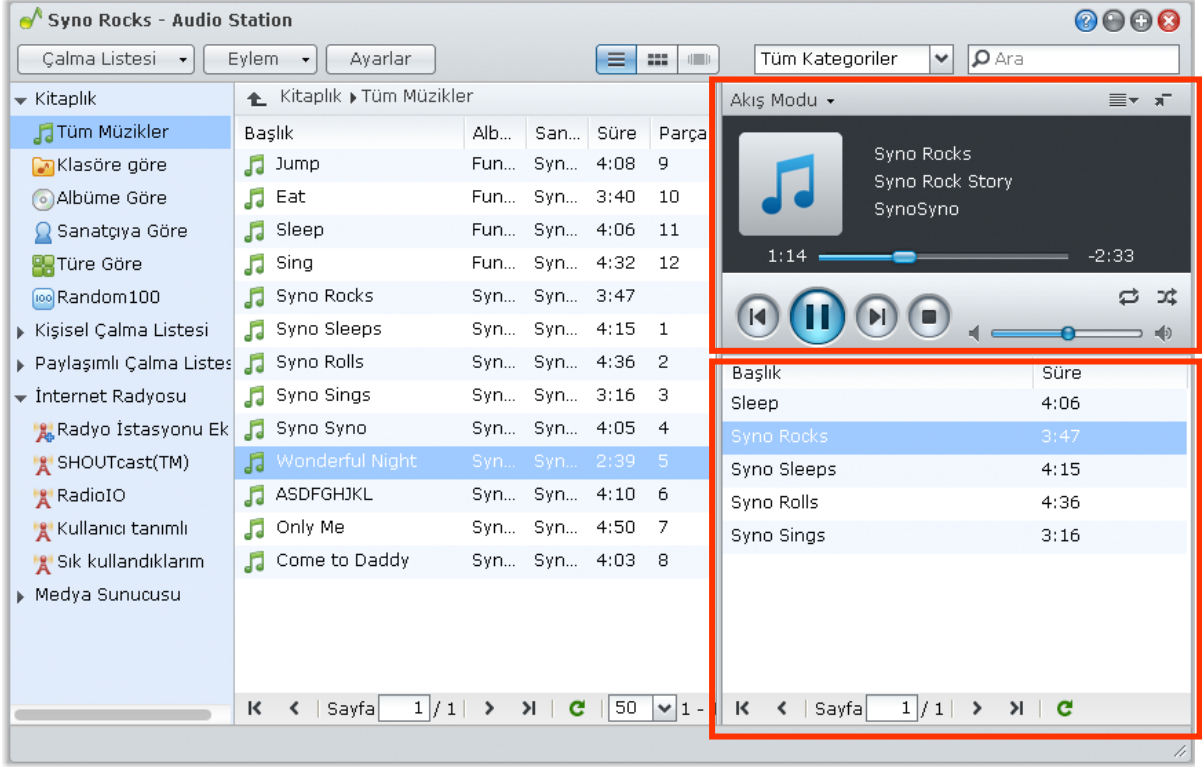 Syno Rocks - Audio Station
Çalma Listesi
Eylem
Ayarlar
Tüm Kategoriler
Ara
Kitaplık
Tüm Müzikler
Klasöre göre
Albüme Göre
Sanatçıya Göre
Türe Göre
100 Random100
Kişisel Çalma Listesi
Paylaşımlı Çalma Listes
İnternet Radyosu
Radyo İstasyonu Ek
SHOUTcast(TM)
RadioIO
Kullanıcı tanımlı
Sık kullandıklarım
Medya Sunucusu
Kitaplık Tüm Müzikler
Başlık Alb... San... Süre Parça
Jump Fun... Syn... 4:08 9
Eat Fun... Syn... 3:40 10
Sleep Fun... Syn... 4:06 11
Sing Fun... Syn... 4:32 12
Syno Rocks Syn... Syn... 3:47
Syno Sleeps Syn... Syn... 4:15 1
Syno Rolls Syn... Syn... 4:36 2
Syno Sings Syn... Syn... 3:16 3
Syno Syno Syn... Syn... 4:05 4
Wonderful Night Syn... Syn... 2:39 5
ASDFGHJKL Syn... Syn... 4:10 6
Only Me Syn... Syn... 4:50 7
Come to Daddy Syn... Syn... 4:03 8
Sayfa 1 / 1 50 1 -
Akış Modu
Syno Rocks
Syno Rock Story
SynoSyno
1:14 -2:33
Başlık Süre
Sleep 4:06
Syno Rocks 3:47
Syno Sleeps 4:15
Syno Rolls 4:36
Syno Sings 3:16
Sayfa 1 / 1